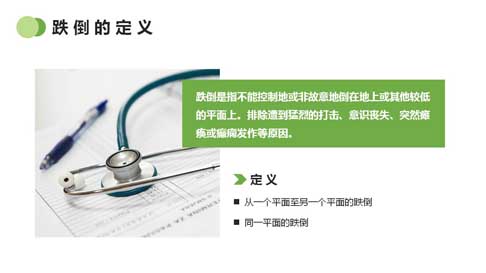 跌倒的定义
跌倒是指不能控制地或非故意地倒在地上或其他较低
的平面上。排除遭到猛烈的打击、意识丧失、突然瘫
痪或癫痫发作等原因。
定义
从一个平面至另一个平面的跌倒
同一平面的跌倒